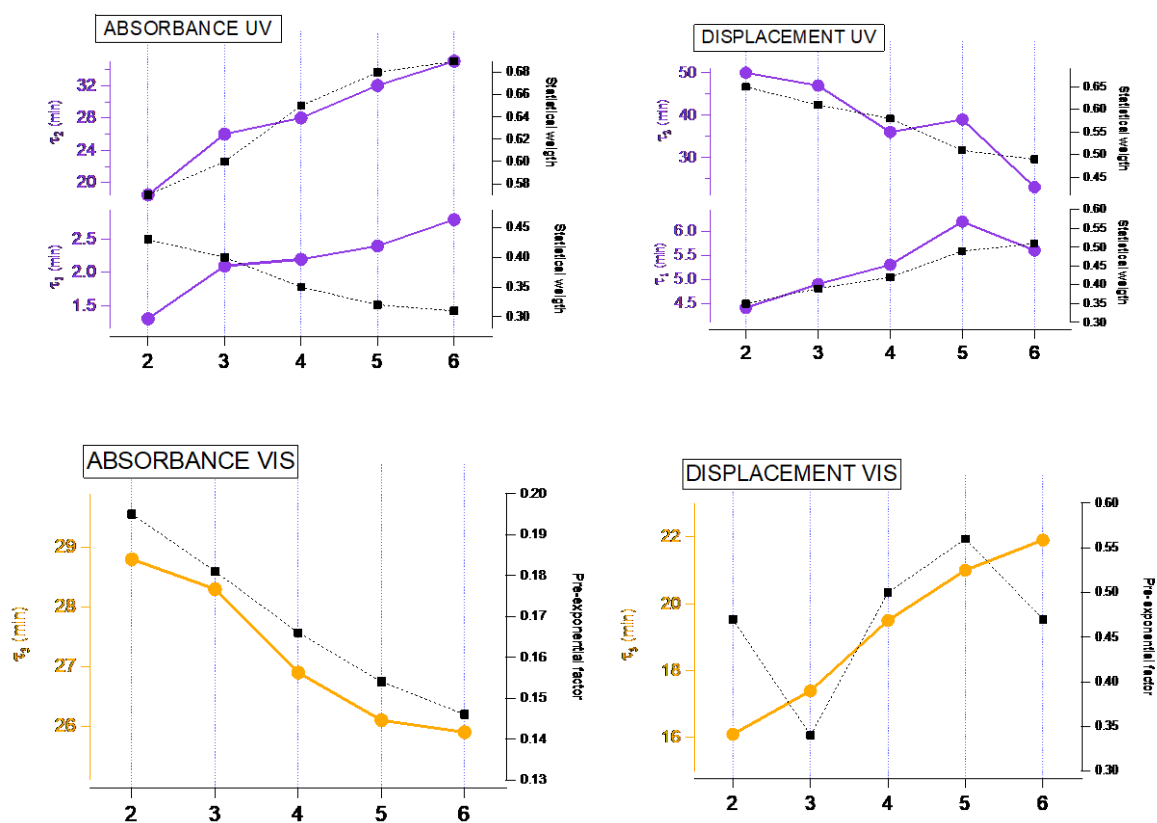 ABSORBANCE UV
τ2 (min)
32
28
24
20
0.68
0.66
0.64
0.62
0.60
0.58
Statistical weigth
τ1 (min)
2.5
2.0
1.5
0.45
0.40
0.35
0.30
Statistical weigth
2 3 4 5 6
DISPLACEMENT UV
τ2 (min)
50
40
30
0.65
0.60
0.55
0.50
0.45
Statistical weigth
τ1 (min)
6.0
5.5
5.0
4.5
0.60
0.50
0.45
0.40
0.35
0.30
Statistical weigth
2 3 4 5 6
ABSORBANCE VIS
τ3 (min)
29
28
27
26
0.20
0.19
0.18
0.17
0.16
0.15
0.14
0.13
Pre-exponential factor
2 3 4 5 6
DISPLACEMENT VIS
τ3 (min)
22
20
18
16
0.60
0.55
0.50
0.45
0.40
0.35
0.30
Pre-exponential factor
2 3 4 5 6